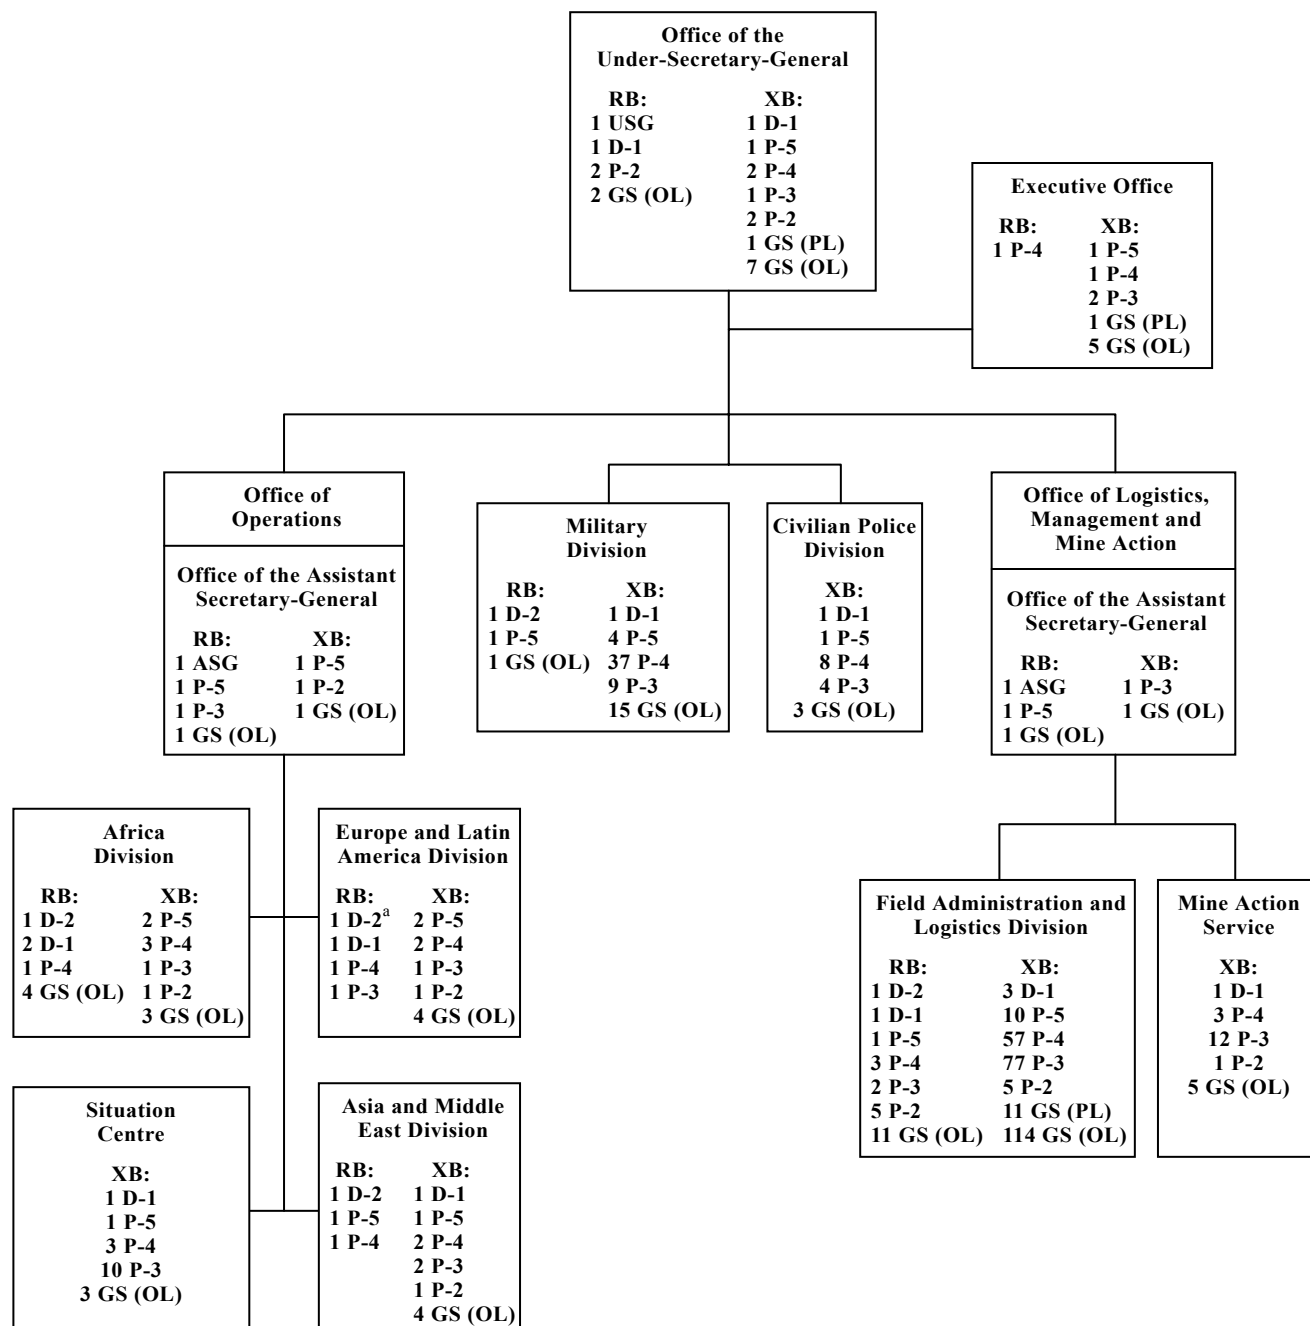 Office of the
Under-Secretary-General
RB:
1 USG
1 D-1
2 P-2
2 GS (OL)
XB:
1 D-1
1 P-5
2 P-4
1 P-3
2 P-2
1 GS (PL)
7 GS (OL)
Executive Office
RB:
1 P-4
XB:
1 P-5
1 P-4
2 P-3
1 GS (PL)
5 GS (OL)
Office of
Operations
Office of the Assistant
Secretary-General
RB:
1 ASG
1 P-5
1 P-3
1 GS (OL)
XB:
1 P-5
1 P-2
1 GS (OL)
Military
Division
RB:
1 D-2
1 P-5
1 GS (OL)
XB:
1 D-1
4 P-5
37 P-4
9 P-3
15 GS (OL)
Civilian Police
Division
XB:
1 D-1
1 P-5
8 P-4
4 P-3
3 GS (OL)
Office of Logistics,
Management and
Mine Action
Office of the Assistant
Secretary-General
RB:
1 ASG
1 P-5
1 GS (OL)
XB:
1 P-3
1 GS (OL)
Africa
Division
RB:
1 D-2
2 D-1
1 P-4
4 GS (OL)
XB:
2 P-5
3 P-4
1 P-3
1 P-2
3 GS (OL)
Europe and Latin
America Division
RB:
1 D-2a
1 D-1
1 P-4
1 P-3
XB:
2 P-5
2 P-4
1 P-3
1 P-2
4 GS (OL)
Field Administration and
Logistics Division
RB:
1 D-2
1 D-1
1 P-5
3 P-4
2 P-3
5 P-2
11 GS (OL)
XB:
3 D-1
10 P-5
57 P-4
77 P-3
5 P-2
11 GS (PL)
114 GS (OL)
Mine Action
Service
XB:
1 D-1
3 P-4
12 P-3
1 P-2
5 GS (OL)
Situation
Centre
XB:
1 D-1
1 P-5
3 P-4
10 P-3
3 GS (OL)
Asia and Middle
East Division
RB:
1 D-2
1 P-5
1 P-4
XB:
1 D-1
1 P-5
2 P-4
2 P-3
1 P-2
4 GS (OL)